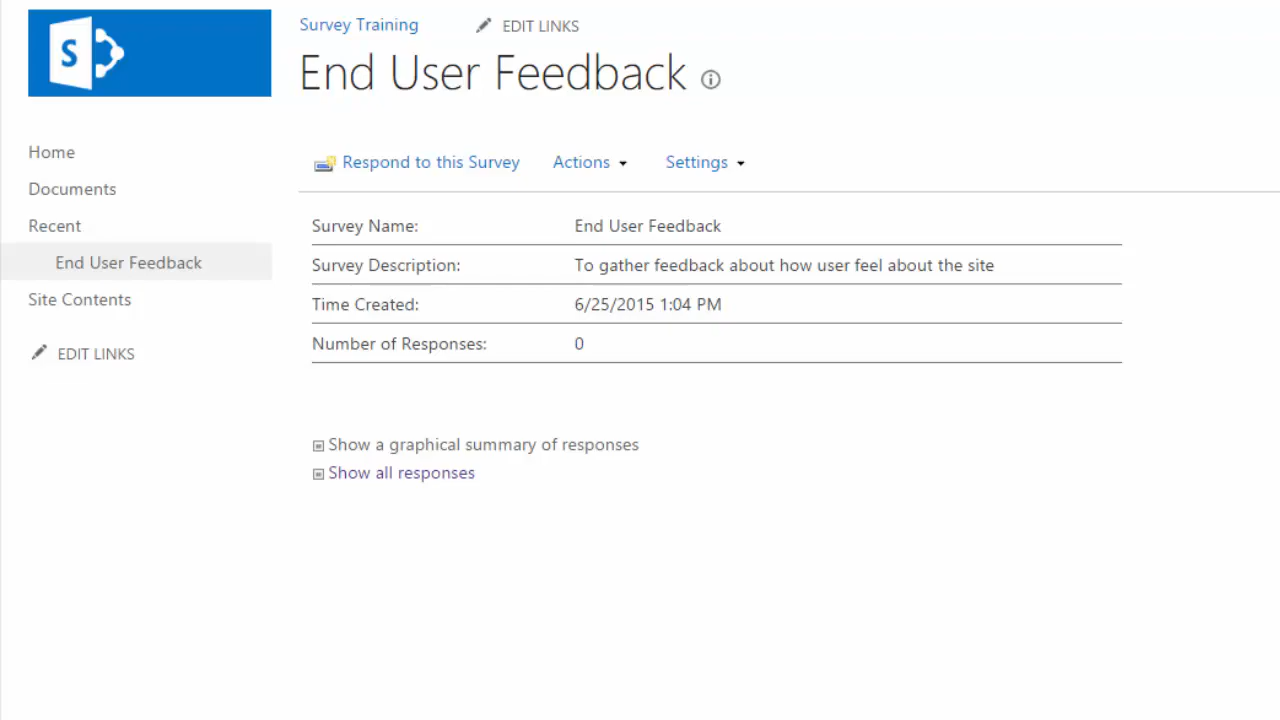 S
Survey Training EDIT LINKS
End User Feedback
Home
Documents
Recent
End User Feedback
Site Contents
EDIT LINKS
Respond to this Survey Actions Settings
Survey Name: End User Feedback
Survey Description: To gather feedback about how user feel about the site
Time Created: 6/25/2015 1:04 PM
Number of Responses: 0
Show a graphical summary of responses
Show all responses